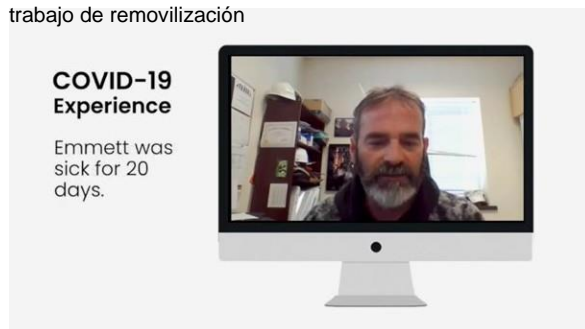 trabajo de removilización
COVID-19
Experience
Emmett was
sick for 20
days.